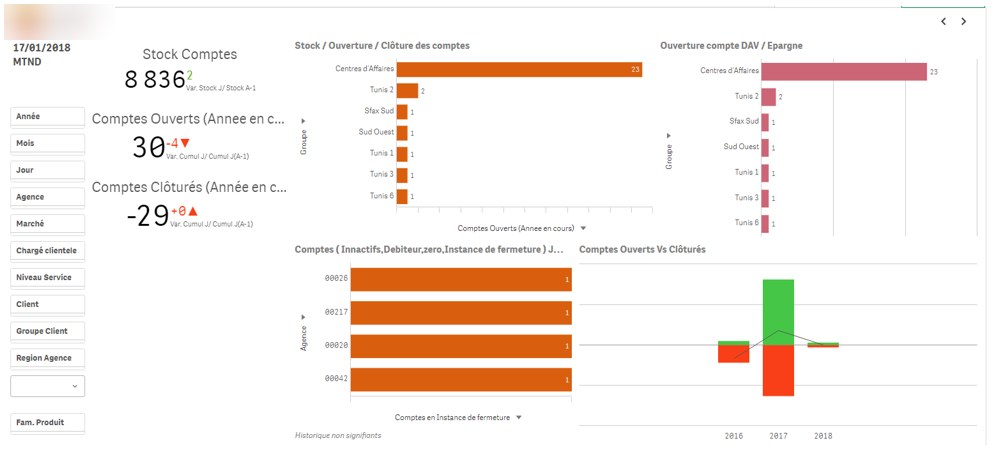 17/01/2018
MTND
Année
Mois
Jour
Agence
Marché
Chargé clientele
Niveau Service
Client
Groupe Client
Region Agence
Fam. Produit
Stock Comptes
8 836 2
Var. Stock J/ Stock A-1
Comptes Ouverts (Annee en c...
30 -4▼
Var. Cumul J/ Cumul J(A-1)
Comptes Clôturés (Année en c...
-29 +0▲
Var. Cumul J/ Cumul J(A-1)
Stock / Ouverture / Clôture des comptes
Groupe
Centres d'Affaires 23
Tunis 2 2
Sfax Sud 1
Sud Ouest 1
Tunis 1 1
Tunis 3 1
Tunis 6 1
Comptes Ouverts (Annee en cours)
Ouverture compte DAV / Epargne
Groupe
Centres d'Affaires 23
Tunis 2 2
Sfax Sud 1
Sud Ouest 1
Tunis 1 1
Tunis 3 1
Tunis 6 1
Comptes ( Innactifs,Debiteur,zero,Instance de fermeture ) J...
Agence
00026 1
00217 1
00020 1
00042 1
Comptes en Instance de fermeture
Historique non signifiants
Comptes Ouverts Vs Clôturés
2016 2017 2018